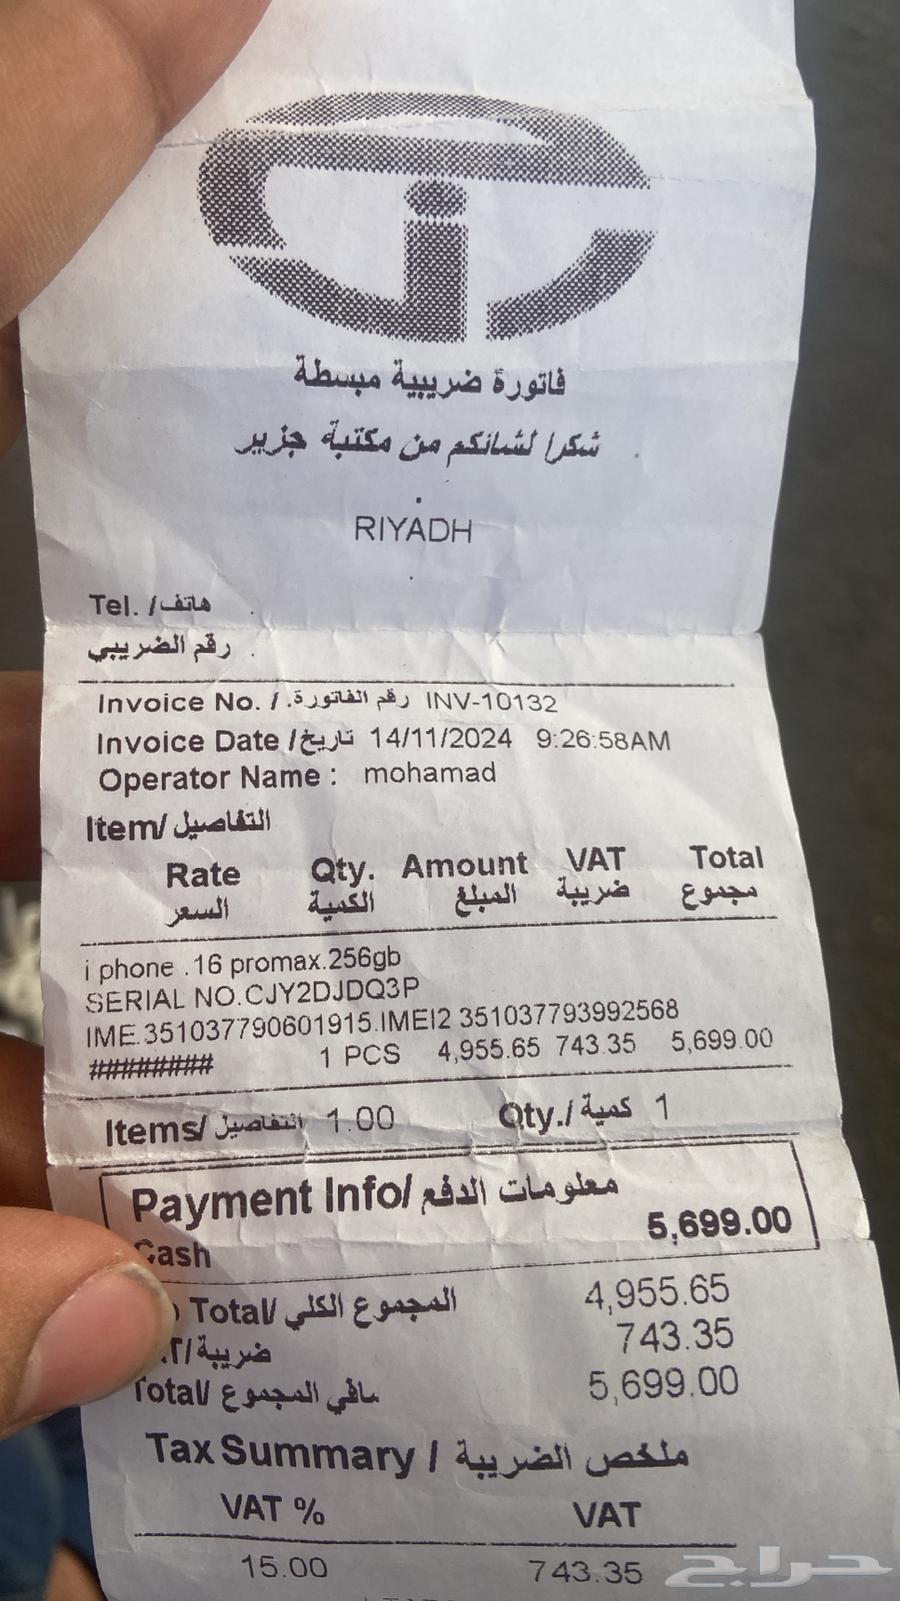 فاتورة ضريبية مبسطة
شكرا لشائكم من مكتبة جزير
RIYADH
Tel. /هاتف
رقم الضريبي
Invoice No. /رقم الفاتورة. INV-10132
Invoice Date /تاريخ 14/11/2024 9:26:58AM
Operator Name : mohamad
Item/ التفاصيل
Rate Qty. Amount VAT Total
السعر الكمية المبلغ ضريبة مجموع
i phone .16 promax.256gb
SERIAL NO.CJY2DJDQ3P
IME.351037790601915.IMEI2 351037793992568
########## 1 PCS 4,955.65 743.35 5,699.00
Items/ التفاصيل 1.00 Qty./ كمية 1
Payment Info/ معلومات الدفع
Cash 5,699.00
Total/ المجموع الكلي 4,955.65
ضريبة 743.35
Total/ صافي المجموع 5,699.00
Tax Summary / ملخص الضريبة
VAT % VAT
15.00 743.35
حراج